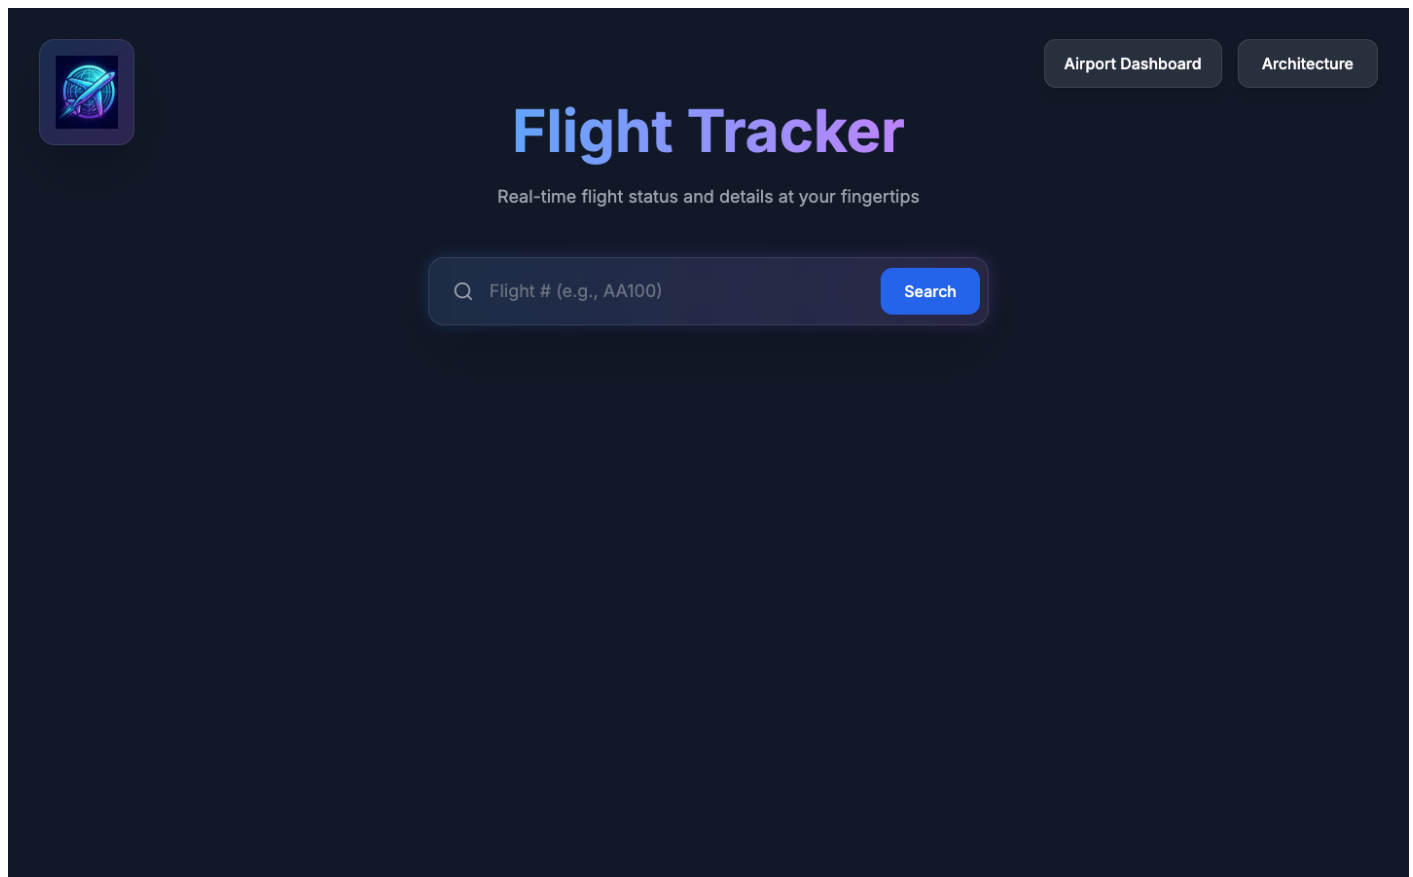 Airport Dashboard
Architecture
Flight Tracker
Real-time flight status and details at your fingertips
Flight # (e.g., AA100)
Search